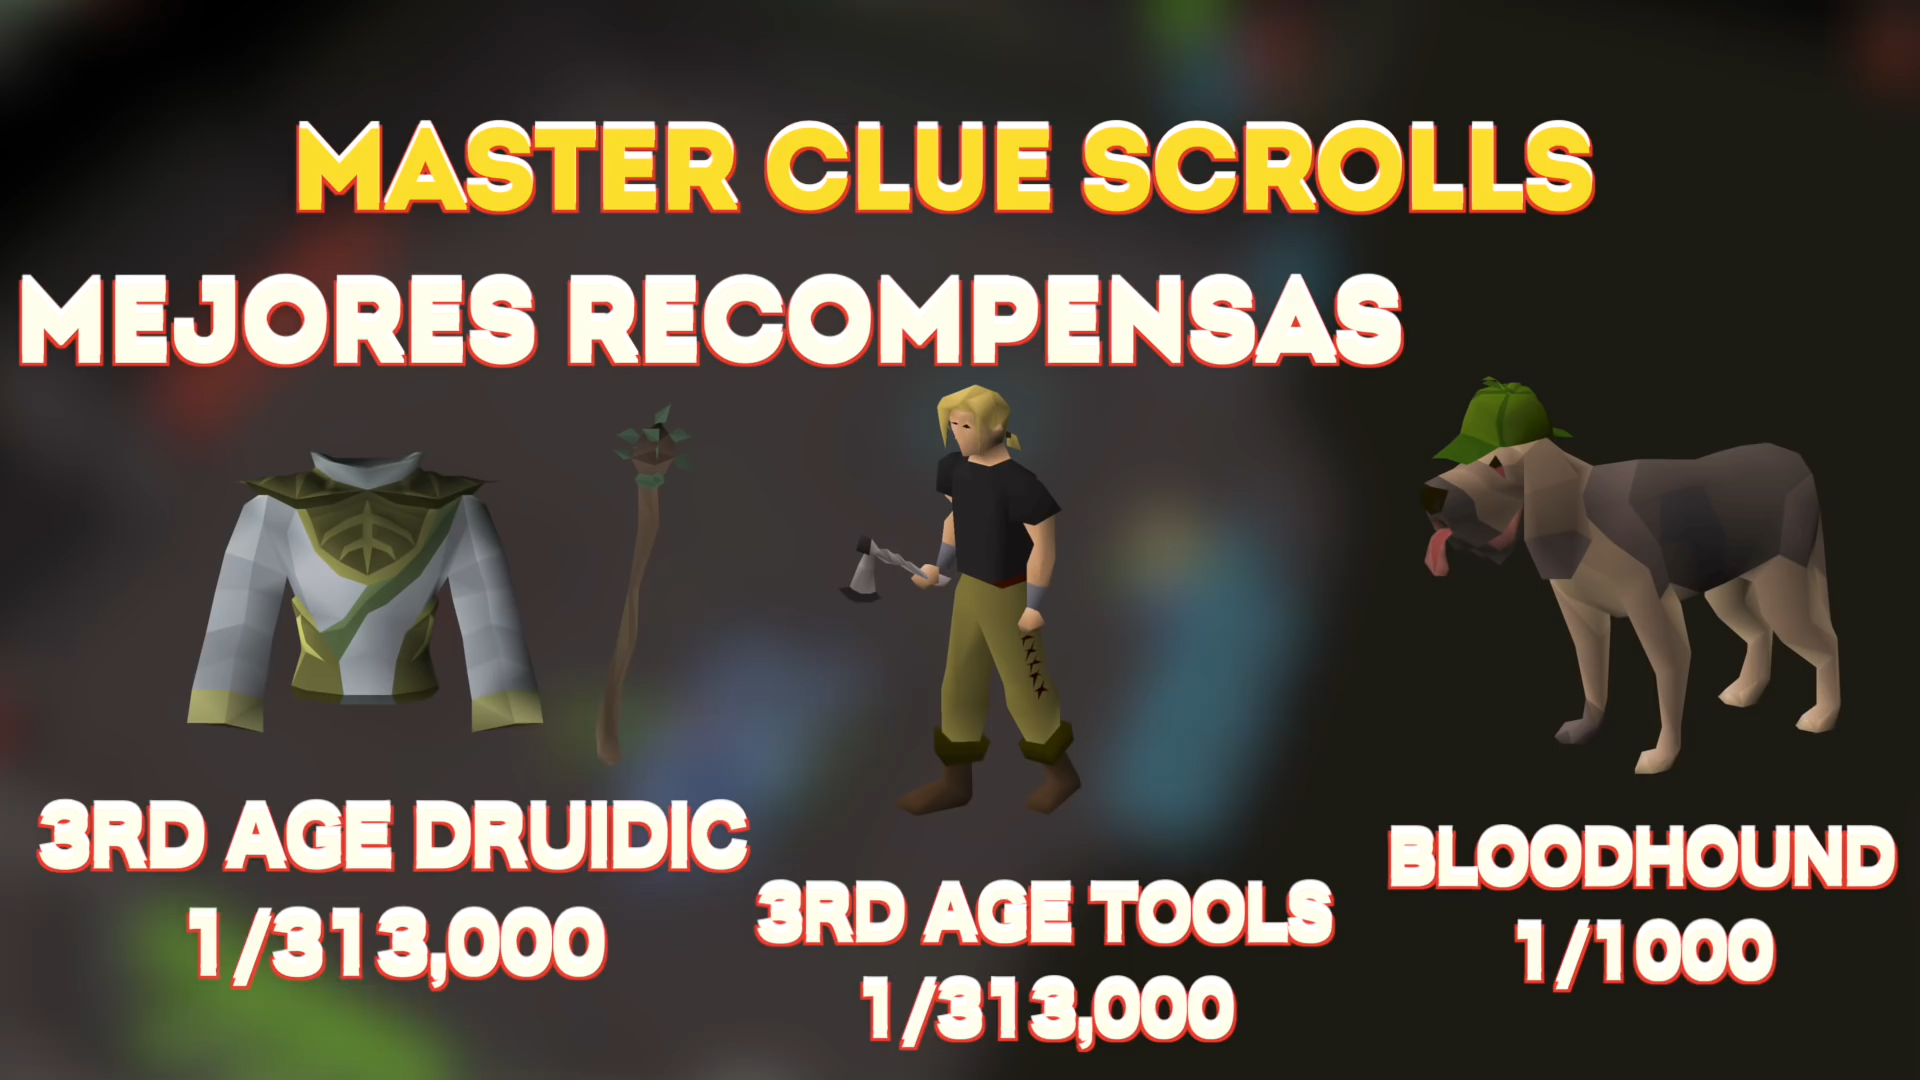 MASTER CLUE SCROLLS
MEJORES RECOMPENSAS
3RD AGE DRUIDIC
1/313,000
3RD AGE TOOLS
1/313,000
BLOODHOUND
1/1000